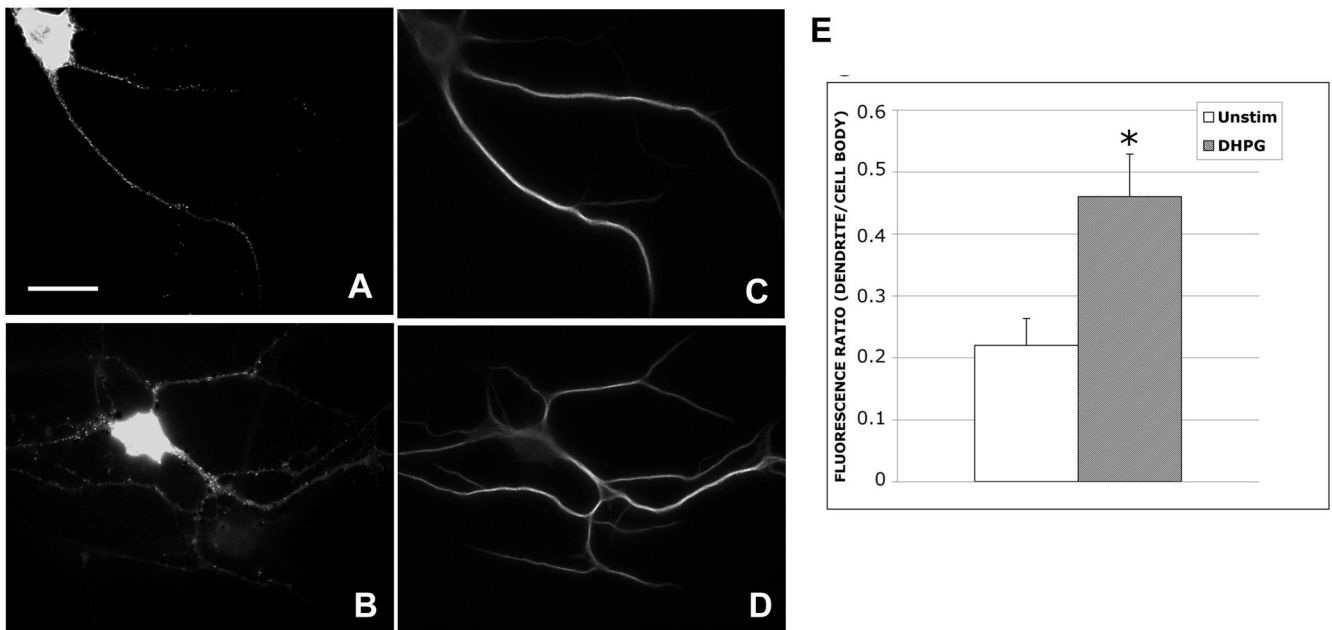 A
C
B
D
E
FLUORESCENCE RATIO (DENDRITE/CELL BODY)
0.6
0.5
0.4
0.3
0.2
0.1
0
*
Unstim
DHPG